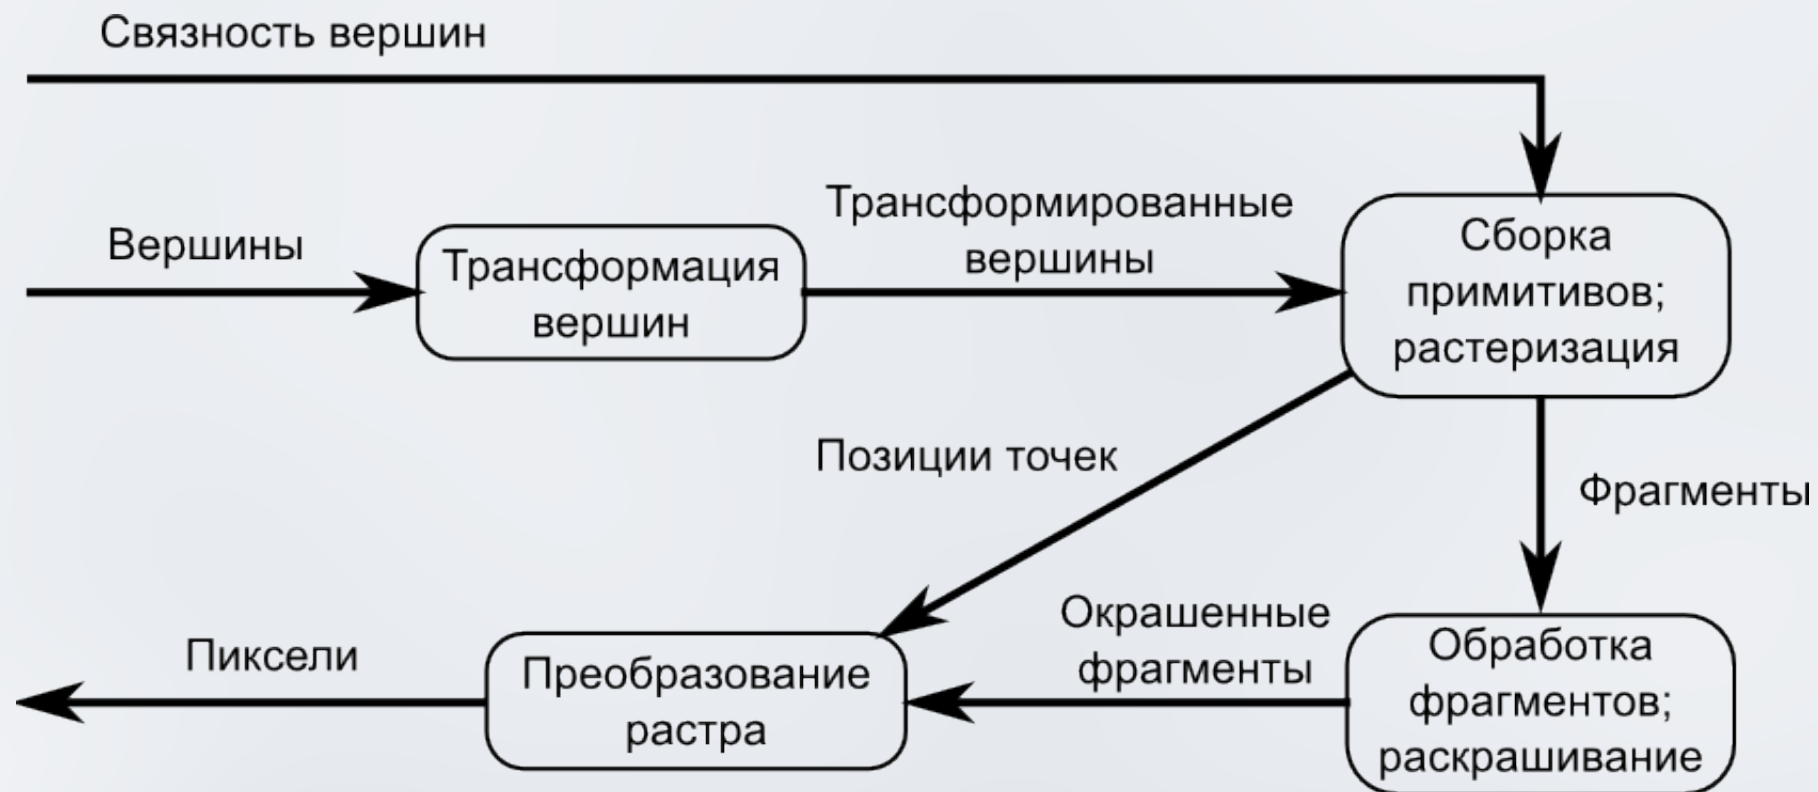 Связность вершин
Вершины
Трансформация
вершин
Трансформированные
вершины
Сборка
примитивов;
растеризация
Позиции точек
Фрагменты
Пиксели
Преобразование
растра
Окрашенные
фрагменты
Обработка
фрагментов;
раскрашивание